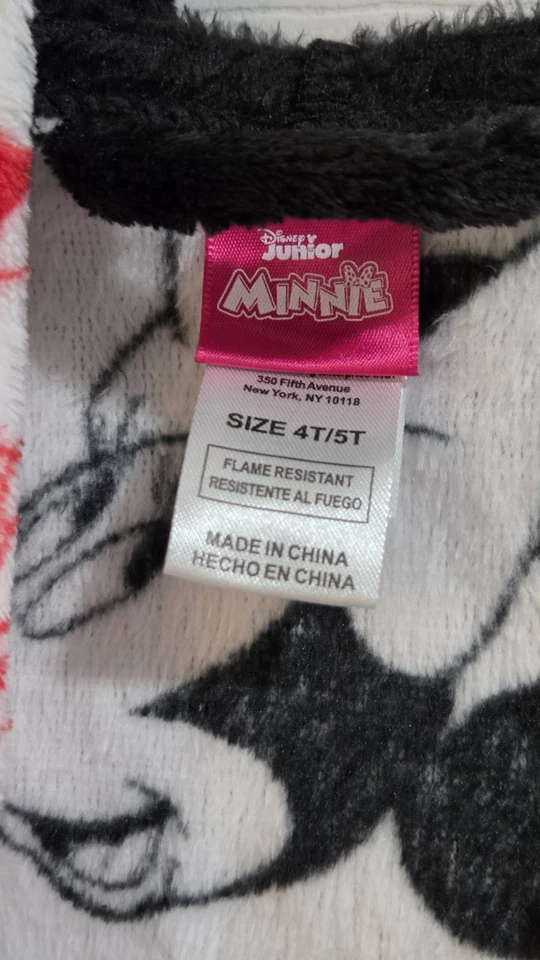 Disney
Junior
MINNIE
350 Fifth Avenue
New York, NY 10118
SIZE 4T/5T
FLAME RESISTANT
RESISTENTE AL FUEGO
MADE IN CHINA
HECHO EN CHINA